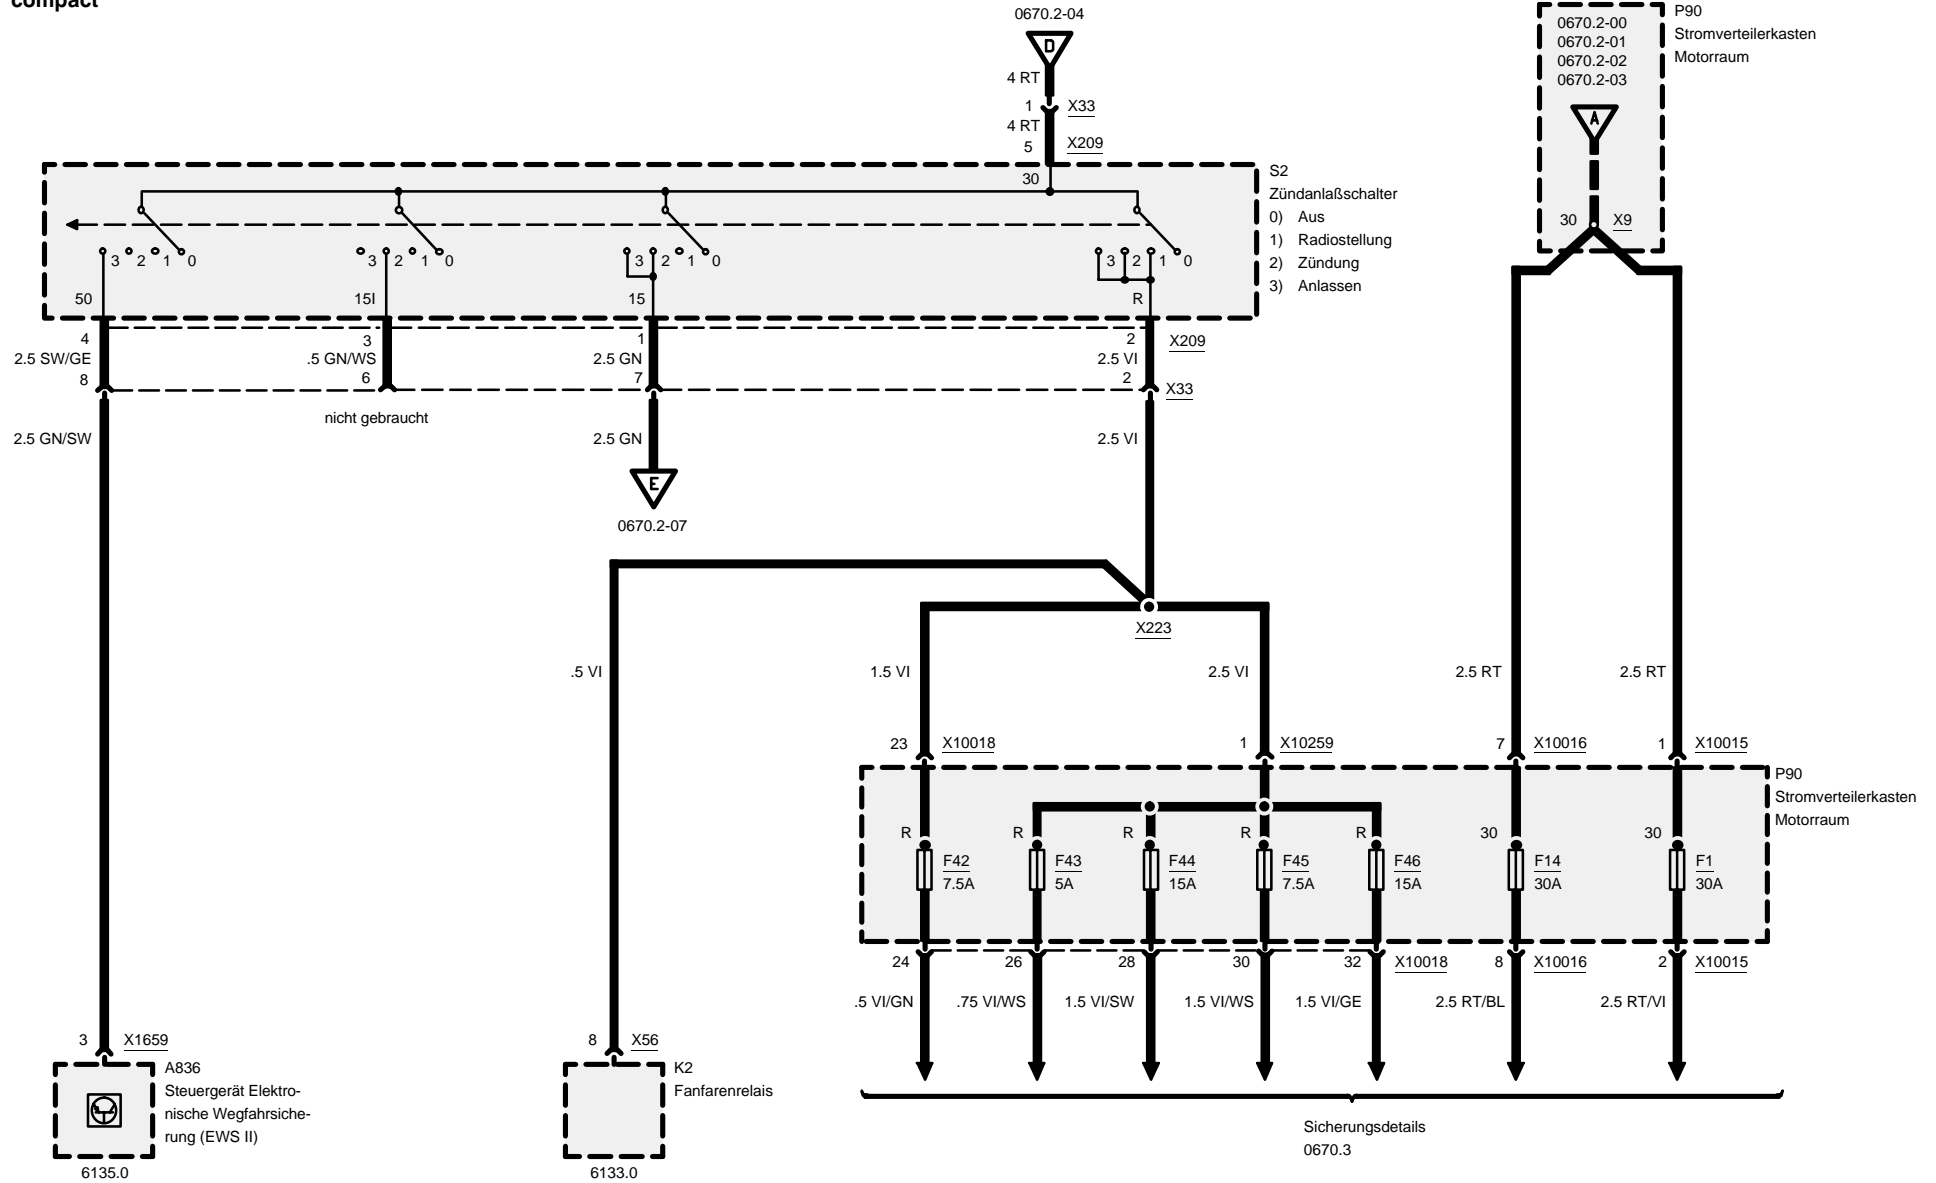 compact
0670.2-04
D
4 RT
1 X33
4 RT
5 X209
30
S2
Zündanlaßschalter
0) Aus
1) Radiostellung
2) Zündung
3) Anlassen
3 2 1 0
3 2 1 0
3 2 1 0
3 2 1 0
50 15I 15 R
4 3 1 2 X209
2.5 SW/GE .5 GN/WS 2.5 GN 2.5 VI
8 6 7 2 X33
nicht gebraucht
2.5 GN/SW 2.5 GN 2.5 VI
E
0670.2-07
P90
Stromverteilerkasten
Motorraum
0670.2-00
0670.2-01
0670.2-02
0670.2-03
A
30 X9
X223
.5 VI 1.5 VI 2.5 VI 2.5 RT 2.5 RT
23 X10018 1 X10259 7 X10016 1 X10015
P90
Stromverteilerkasten
Motorraum
R R R R R 30 30
F42 F43 F44 F45 F46 F14 F1
7.5A 5A 15A 7.5A 15A 30A 30A
24 26 28 30 32 X10018 8 X10016 2 X10015
.5 VI/GN .75 VI/WS 1.5 VI/SW 1.5 VI/WS 1.5 VI/GE 2.5 RT/BL 2.5 RT/VI
3 X1659
A836
Steuergerät Elektro-
nische Wegfahrsiche-
rung (EWS II)
6135.0
8 X56
K2
Fanfarenrelais
6133.0
Sicherungsdetails
0670.3